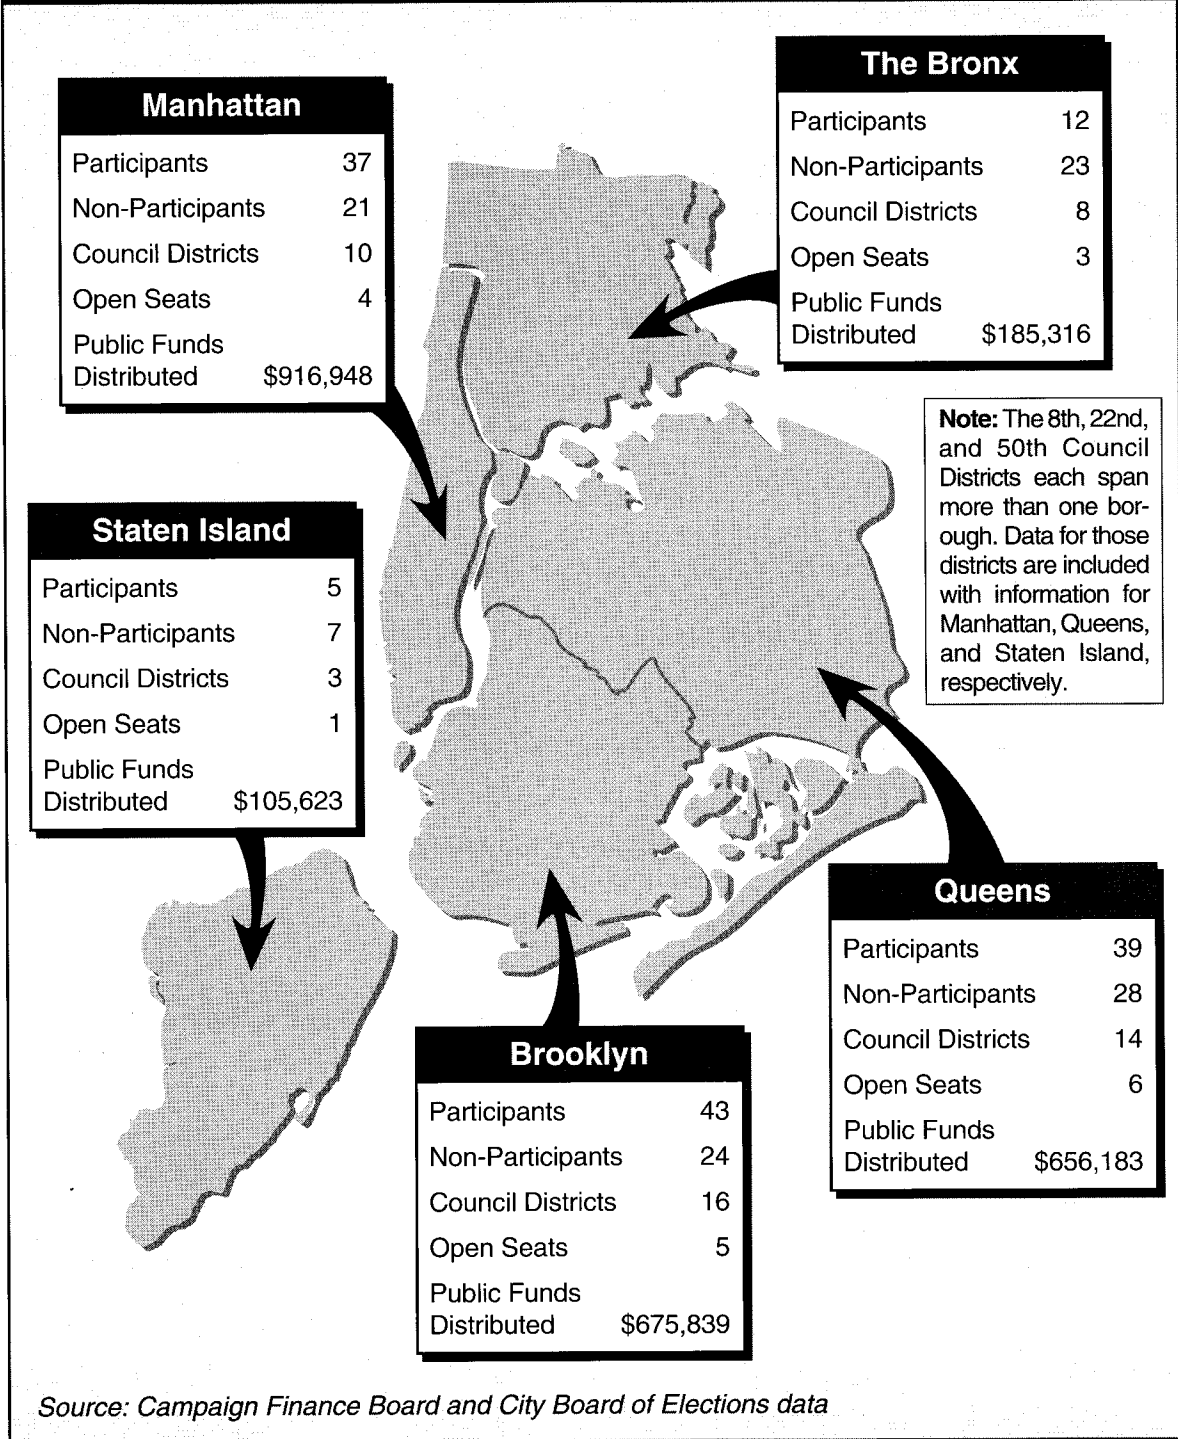 Manhattan
Participants 37
Non-Participants 21
Council Districts 10
Open Seats 4
Public Funds
Distributed $916,948
The Bronx
Participants 12
Non-Participants 23
Council Districts 8
Open Seats 3
Public Funds
Distributed $185,316
Note: The 8th, 22nd,
and 50th Council
Districts each span
more than one bor-
ough. Data for those
districts are included
with information for
Manhattan, Queens,
and Staten Island,
respectively.
Staten Island
Participants 5
Non-Participants 7
Council Districts 3
Open Seats 1
Public Funds
Distributed $105,623
Queens
Participants 39
Non-Participants 28
Council Districts 14
Open Seats 6
Public Funds
Distributed $656,183
Brooklyn
Participants 43
Non-Participants 24
Council Districts 16
Open Seats 5
Public Funds
Distributed $675,839
Source: Campaign Finance Board and City Board of Elections data